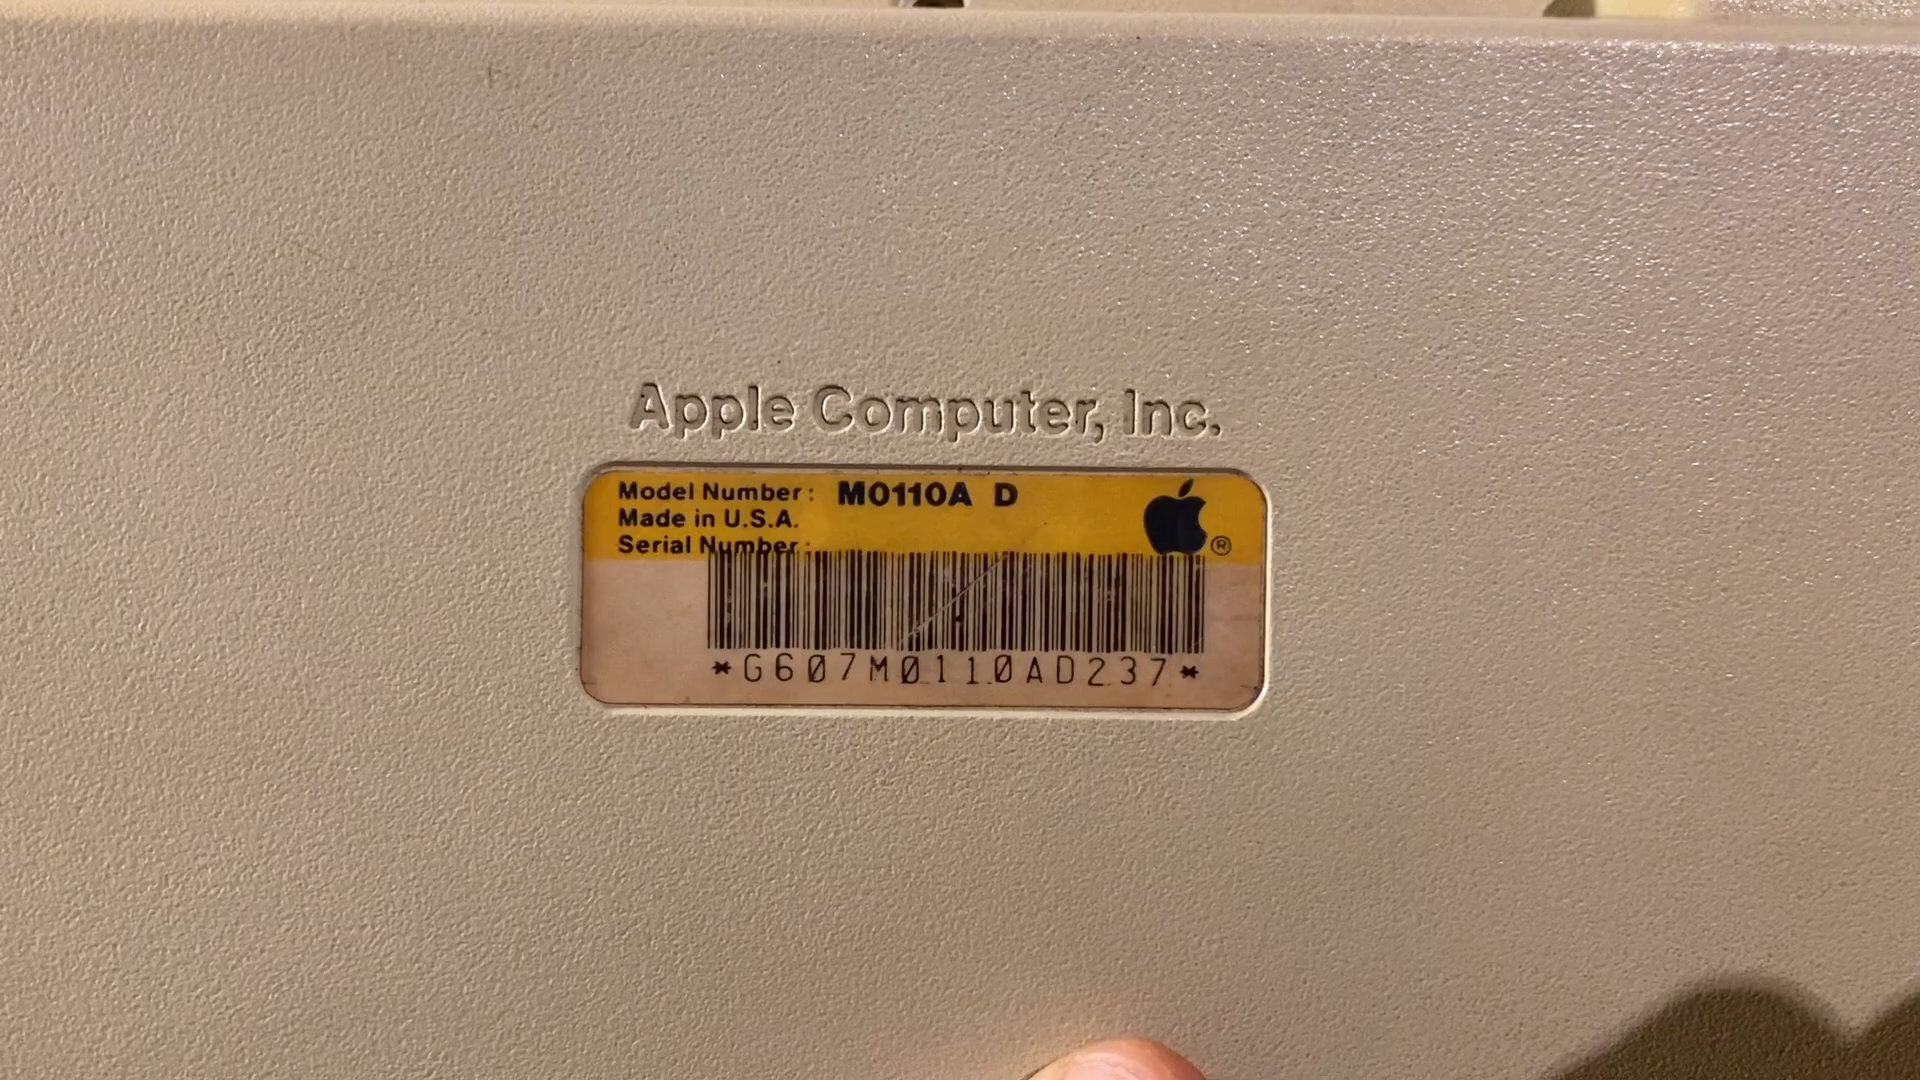 Apple Computer, Inc.
Model Number: M0110A D
Made in U.S.A.
Serial Number:
®
*G607M0110AD237*